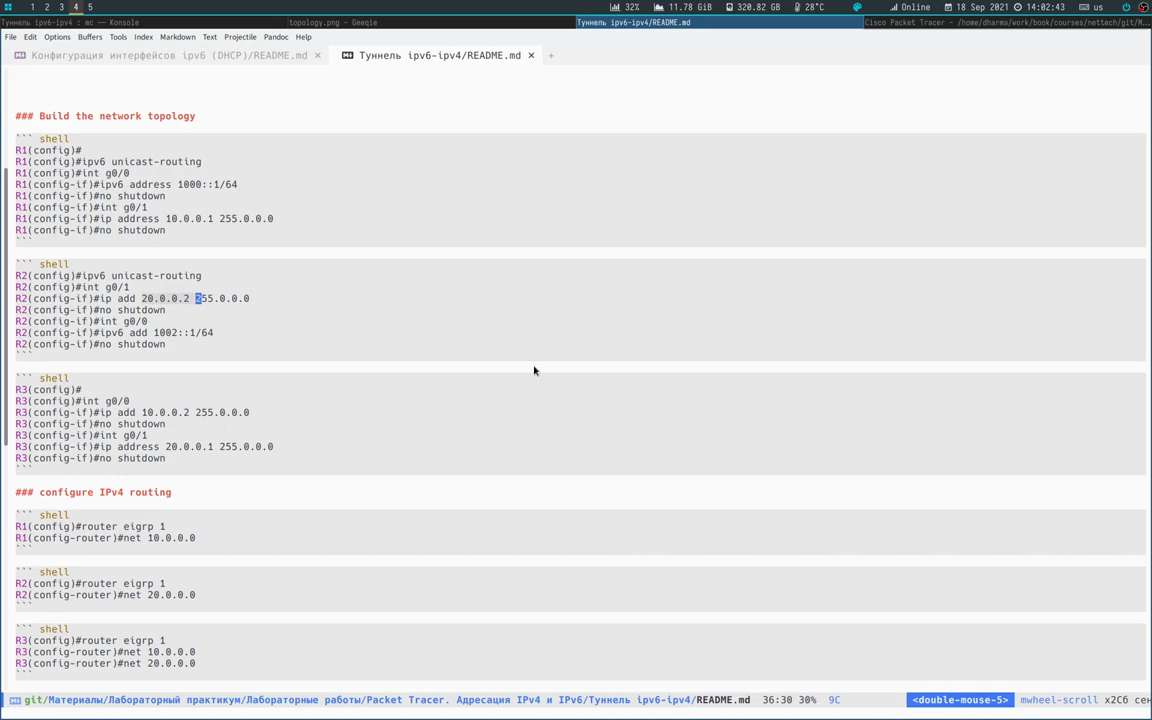 1 2 3 4 5 32% 11.78 GiB 320.82 GB 28°C Online 18 Sep 2021 14:02:43 us
Туннель ipv6-ipv4 : mc — Konsole topology.png - Geeqie Туннель ipv6-ipv4/README.md Cisco Packet Tracer - /home/dharma/work/book/courses/nettech/git/М...
File Edit Options Buffers Tools Index Markdown Text Projectile Pandoc Help
Конфигурация интерфейсов ipv6 (DHCP)/README.md × Туннель ipv6-ipv4/README.md × +
### Build the network topology
``` shell
R1(config)#
R1(config)#ipv6 unicast-routing
R1(config)#int g0/0
R1(config-if)#ipv6 address 1000::1/64
R1(config-if)#no shutdown
R1(config-if)#int g0/1
R1(config-if)#ip address 10.0.0.1 255.0.0.0
R1(config-if)#no shutdown
```
``` shell
R2(config)#ipv6 unicast-routing
R2(config)#int g0/1
R2(config-if)#ip add 20.0.0.2 255.0.0.0
R2(config-if)#no shutdown
R2(config-if)#int g0/0
R2(config-if)#ipv6 add 1002::1/64
R2(config-if)#no shutdown
```
``` shell
R3(config)#
R3(config)#int g0/0
R3(config-if)#ip add 10.0.0.2 255.0.0.0
R3(config-if)#no shutdown
R3(config-if)#int g0/1
R3(config-if)#ip address 20.0.0.1 255.0.0.0
R3(config-if)#no shutdown
```
### configure IPv4 routing
``` shell
R1(config)#router eigrp 1
R1(config-router)#net 10.0.0.0
```
``` shell
R2(config)#router eigrp 1
R2(config-router)#net 20.0.0.0
```
``` shell
R3(config)#router eigrp 1
R3(config-router)#net 10.0.0.0
R3(config-router)#net 20.0.0.0
```
git/Материалы/Лабораторный практикум/Лабораторные работы/Packet Tracer. Адресация IPv4 и IPv6/Туннель ipv6-ipv4/README.md 36:30 30% 9C <double-mouse-5> mwheel-scroll x2Сб сен